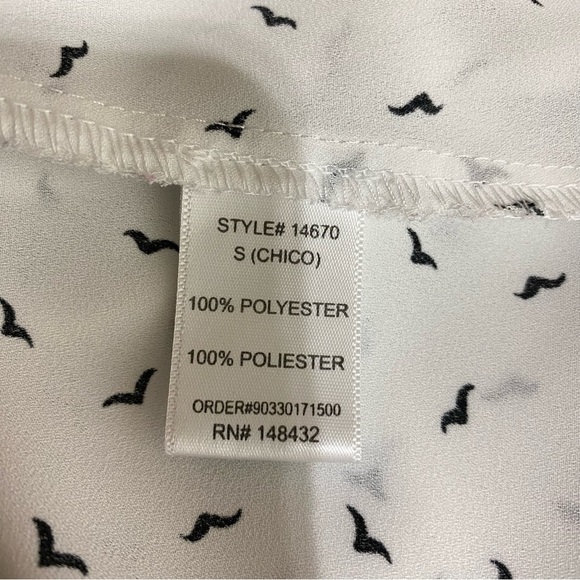 STYLE# 14670
S (CHICO)
100% POLYESTER
100% POLIESTER
ORDER#90330171500
RN# 148432